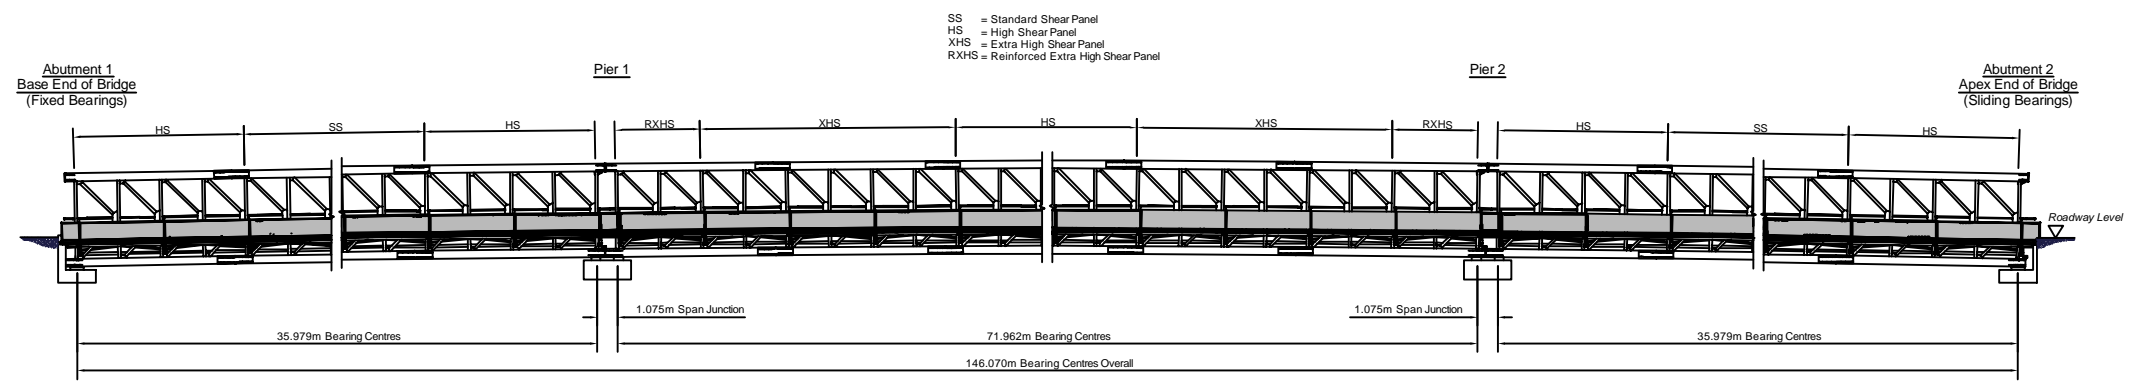 SS = Standard Shear Panel
HS = High Shear Panel
XHS = Extra High Shear Panel
RXHS = Reinforced Extra High Shear Panel
Abutment 1
Base End of Bridge
(Fixed Bearings)
Pier 1
Pier 2
Abutment 2
Apex End of Bridge
(Sliding Bearings)
HS SS HS RXHS XHS HS XHS RXHS HS SS HS
Roadway Level
1.075m Span Junction 1.075m Span Junction
35.979m Bearing Centres 71.962m Bearing Centres 35.979m Bearing Centres
146.070m Bearing Centres Overall